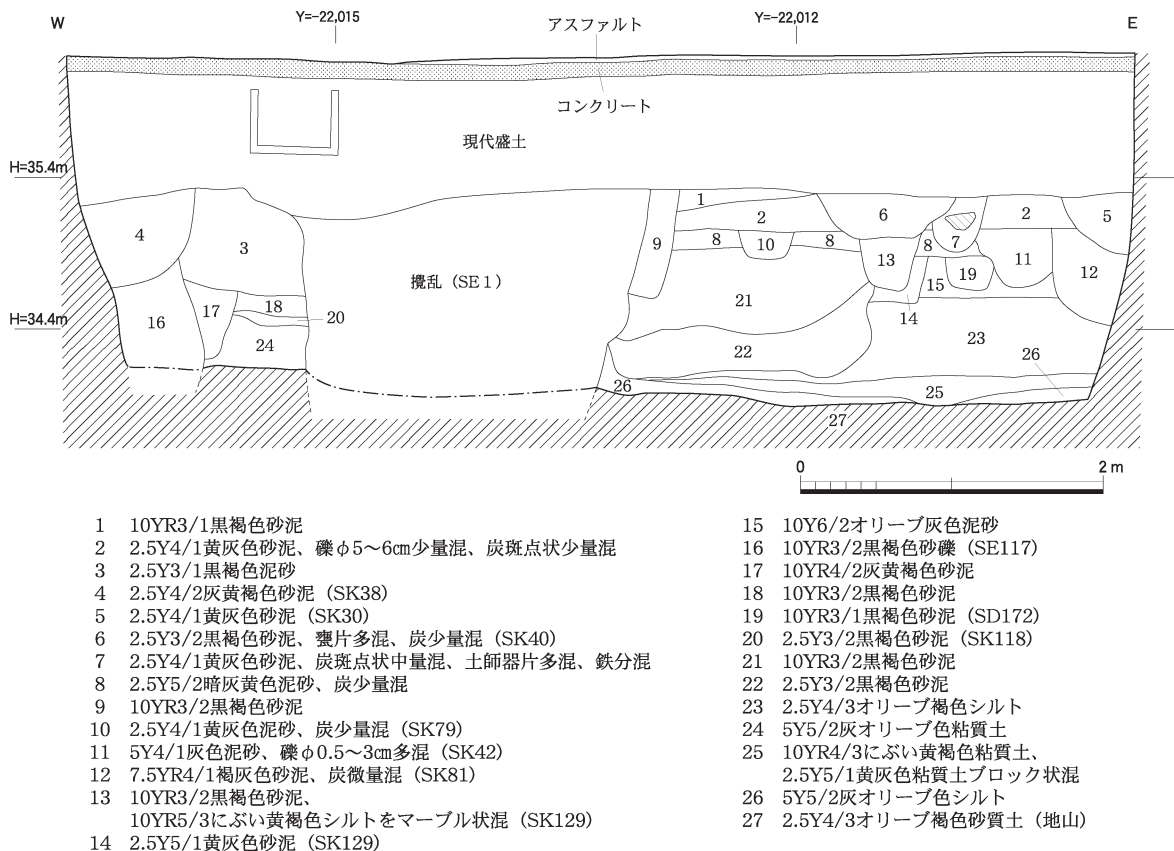 W
Y=-22,015
アスファルト
Y=-22,012
E
コンクリート
現代盛土
H=35.4m
1
2
6
2
5
4
3
9
8
10
8
8
7
13
11
攪乱（SE１）
12
15
19
16
17
18
21
20
14
24
22
23
26
26
25
27
0
2 m
1 10YR3/1黒褐色砂泥
2 2.5Y4/1黄灰色砂泥、礫φ5～6㎝少量混、炭斑点状少量混
3 2.5Y3/1黒褐色泥砂
4 2.5Y4/2灰黄褐色砂泥（SK38）
5 2.5Y4/1黄灰色砂泥（SK30）
6 2.5Y3/2黒褐色砂泥、甕片多混、炭少量混（SK40）
7 2.5Y4/1黄灰色砂泥、炭斑点状中量混、土師器片多混、鉄分混
8 2.5Y5/2暗灰黄色泥砂、炭少量混
9 10YR3/2黒褐色砂泥
10 2.5Y4/1黄灰色泥砂、炭少量混（SK79）
11 5Y4/1灰色泥砂、礫φ0.5～3㎝多混（SK42）
12 7.5YR4/1褐灰色砂泥、炭微量混（SK81）
13 10YR3/2黒褐色砂泥、
10YR5/3にぶい黄褐色シルトをマーブル状混（SK129）
14 2.5Y5/1黄灰色砂泥（SK129）
15 10Y6/2オリーブ灰色泥砂
16 10YR3/2黒褐色砂礫（SE117）
17 10YR4/2灰黄褐色砂泥
18 10YR3/2黒褐色砂泥
19 10YR3/1黒褐色砂泥（SD172）
20 2.5Y3/2黒褐色砂泥（SK118）
21 10YR3/2黒褐色砂泥
22 2.5Y3/2黒褐色砂泥
23 2.5Y4/3オリーブ褐色シルト
24 5Y5/2灰オリーブ色粘質土
25 10YR4/3にぶい黄褐色粘質土、
2.5Y5/1黄灰色粘質土ブロック状混
26 5Y5/2灰オリーブ色シルト
27 2.5Y4/3オリーブ褐色砂質土（地山）
H=34.4m